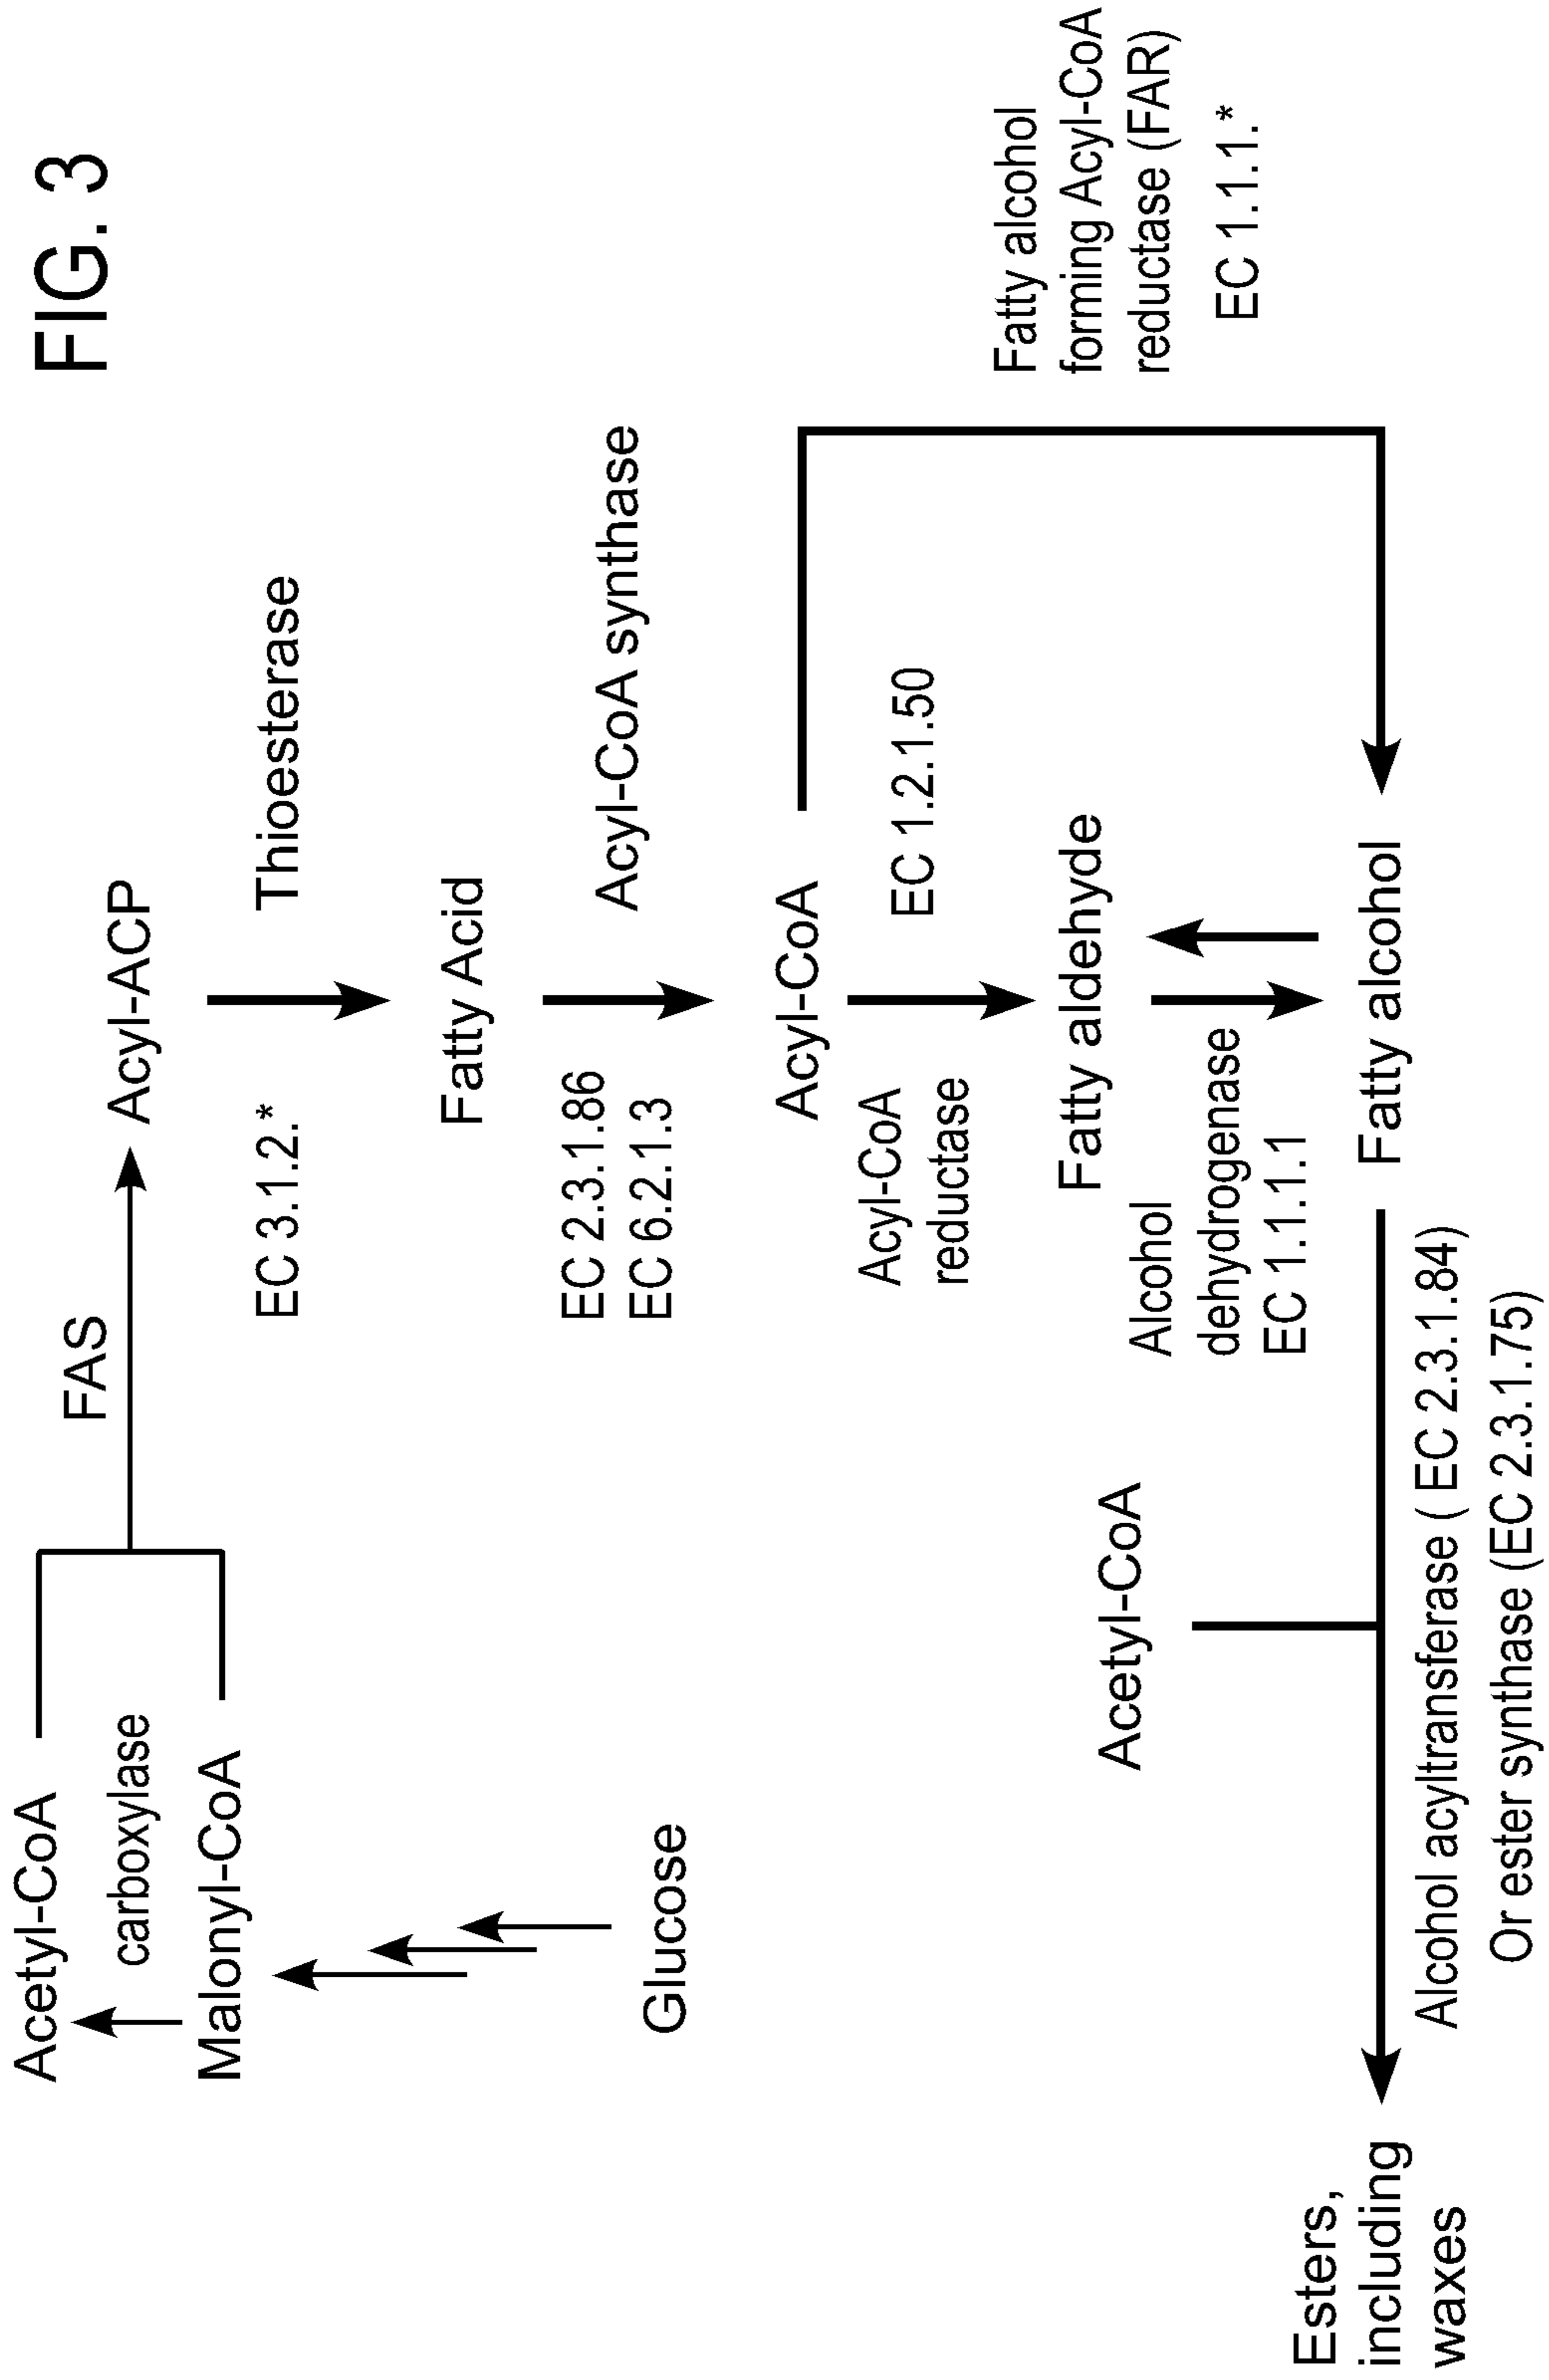 FIG. 3
Acetyl-CoA
carboxylase
Malonyl-CoA
Glucose
FAS
Acyl-ACP
EC 3.1.2.*
Thioesterase
Fatty Acid
EC 2.3.1.86
EC 6.2.1.3
Acyl-CoA synthase
Acyl-CoA
Acyl-CoA
reductase
EC 1.2.1.50
Fatty aldehyde
Alcohol
dehydrogenase
EC 1.1.1.1
Fatty alcohol
forming Acyl-CoA
reductase (FAR)
EC 1.1.1.*
Fatty alcohol
Acetyl-CoA
Alcohol acyltransferase ( EC 2.3.1.84)
Or ester synthase (EC 2.3.1.75)
Esters,
including
waxes